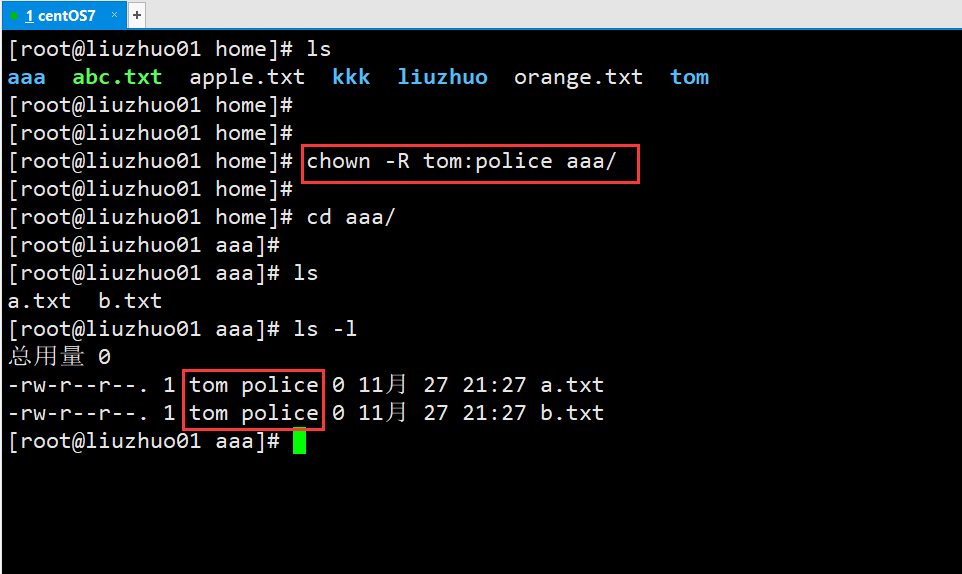 1 centOS7 × +
[root@liuzhuo01 home]# ls
aaa  abc.txt  apple.txt  kkk  liuzhuo  orange.txt  tom
[root@liuzhuo01 home]#
[root@liuzhuo01 home]#
[root@liuzhuo01 home]# chown -R tom:police aaa/
[root@liuzhuo01 home]#
[root@liuzhuo01 home]# cd aaa/
[root@liuzhuo01 aaa]#
[root@liuzhuo01 aaa]# ls
a.txt  b.txt
[root@liuzhuo01 aaa]# ls -l
总用量 0
-rw-r--r--. 1 tom police 0 11月 27 21:27 a.txt
-rw-r--r--. 1 tom police 0 11月 27 21:27 b.txt
[root@liuzhuo01 aaa]#